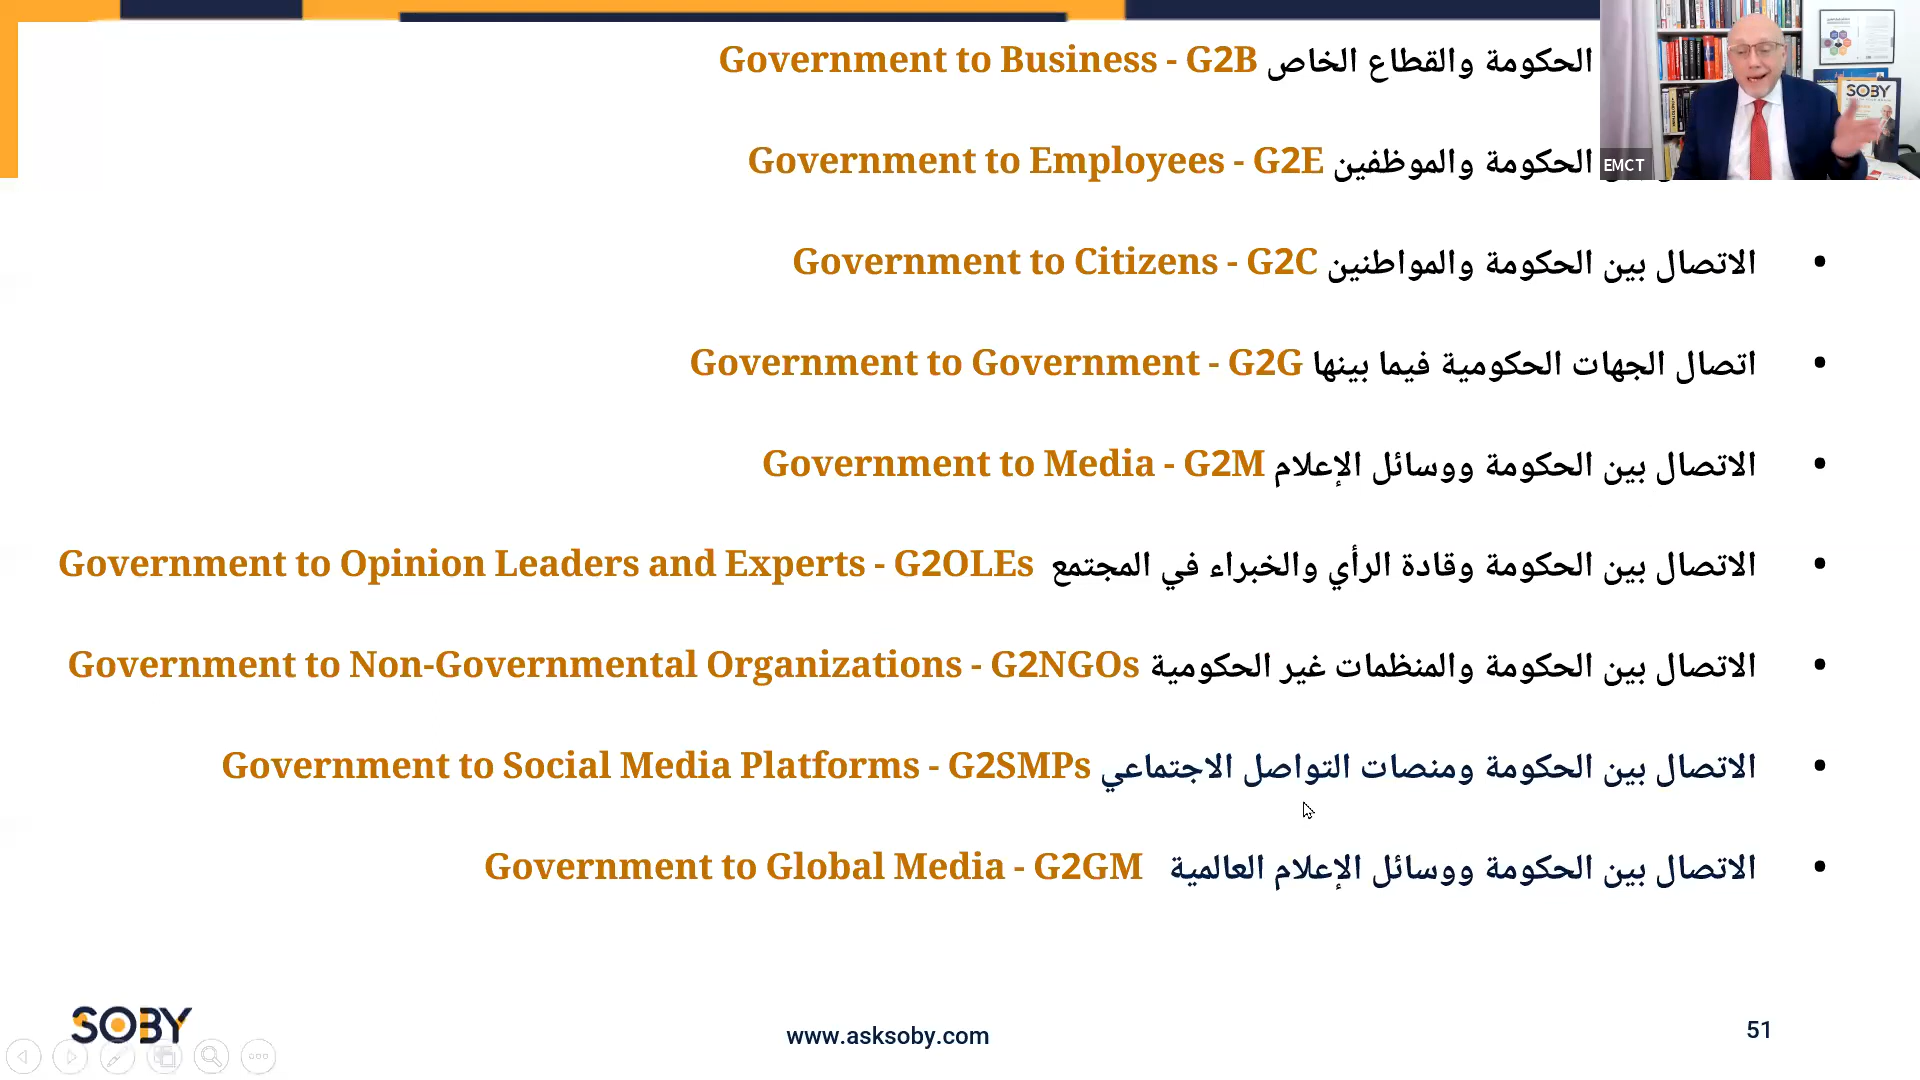 الحكومة والقطاع الخاص Government to Business - G2B
الحكومة والموظفين Government to Employees - G2E
EMCT
SOBY
• الاتصال بين الحكومة والمواطنين Government to Citizens - G2C
• اتصال الجهات الحكومية فيما بينها Government to Government - G2G
• الاتصال بين الحكومة ووسائل الإعلام Government to Media - G2M
• الاتصال بين الحكومة وقادة الرأي والخبراء في المجتمع Government to Opinion Leaders and Experts - G2OLEs
• الاتصال بين الحكومة والمنظمات غير الحكومية Government to Non-Governmental Organizations - G2NGOs
• الاتصال بين الحكومة ومنصات التواصل الاجتماعي Government to Social Media Platforms - G2SMPs
• الاتصال بين الحكومة ووسائل الإعلام العالمية Government to Global Media - G2GM
SOBY
www.asksoby.com
51